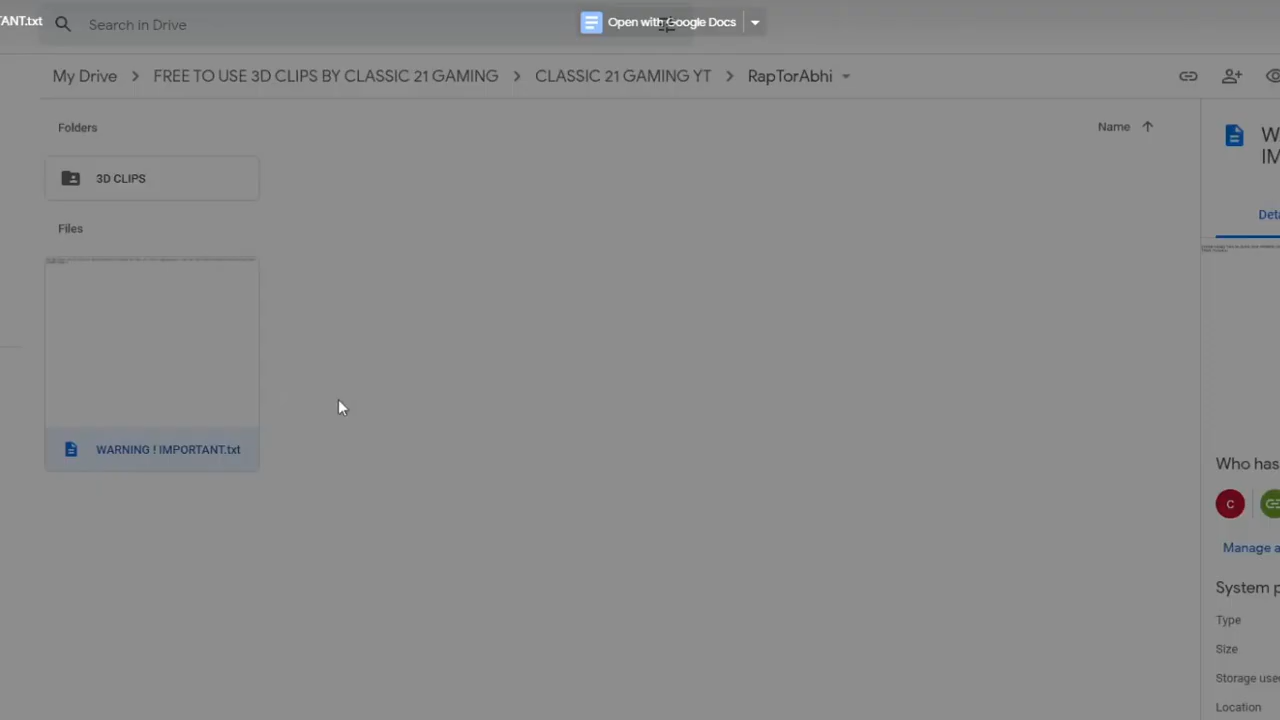 ANT.txt
Search in Drive
Open with Google Docs
My Drive > FREE TO USE 3D CLIPS BY CLASSIC 21 GAMING > CLASSIC 21 GAMING YT > RapTorAbhi
Folders
Name
3D CLIPS
Files
WARNING ! IMPORTANT.txt
W
IM
Deta
Who has
C
Manage a
System p
Type
Size
Storage use
Location